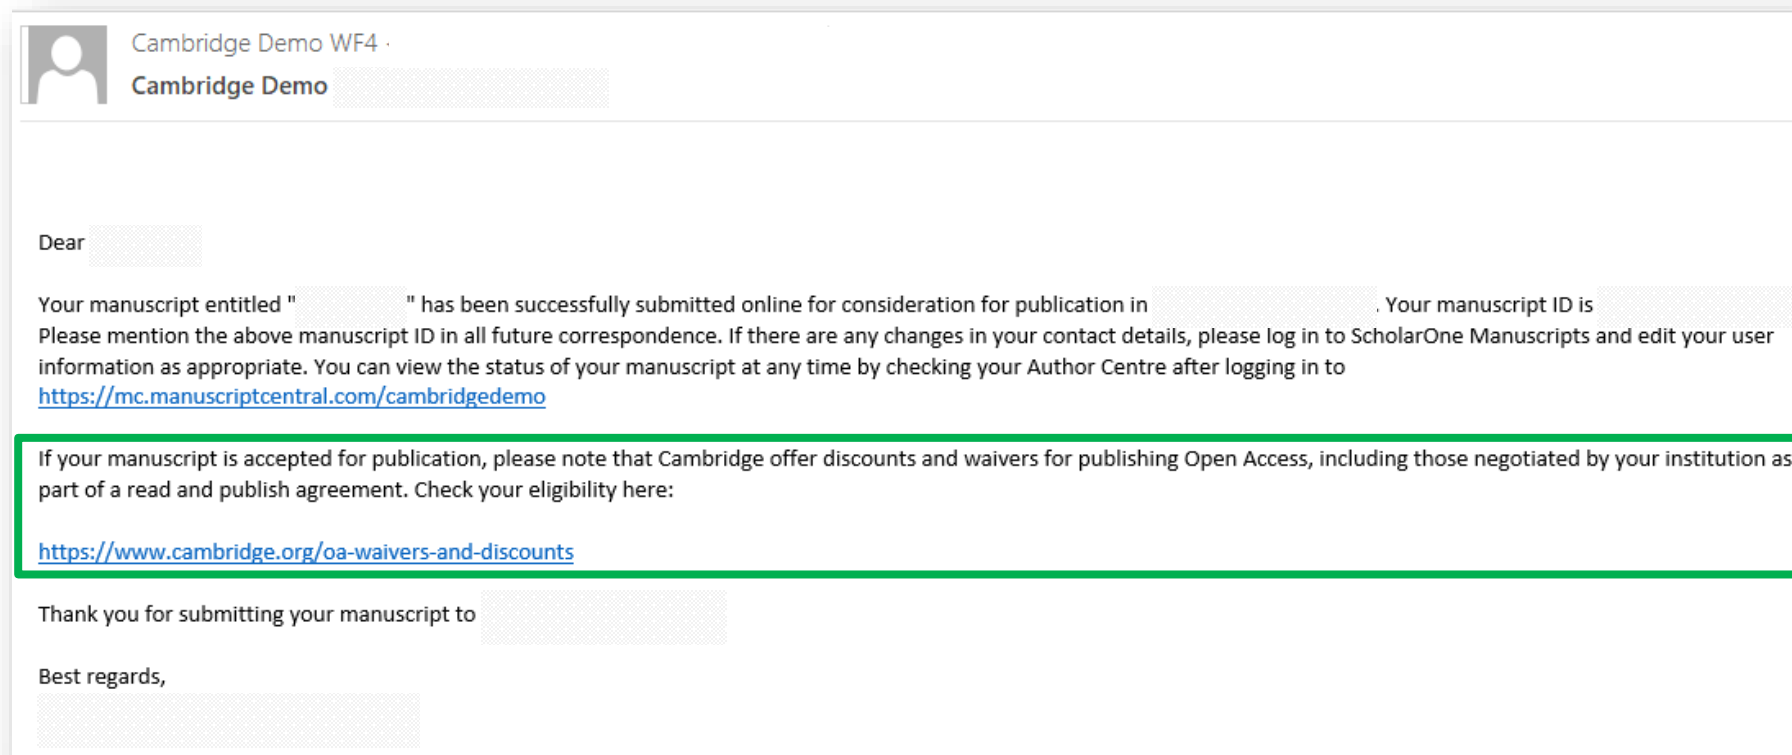 Cambridge Demo WF4 ·
Cambridge Demo
Dear
Your manuscript entitled " " has been successfully submitted online for consideration for publication in . Your manuscript ID is
Please mention the above manuscript ID in all future correspondence. If there are any changes in your contact details, please log in to ScholarOne Manuscripts and edit your user
information as appropriate. You can view the status of your manuscript at any time by checking your Author Centre after logging in to
https://mc.manuscriptcentral.com/cambridgedemo
If your manuscript is accepted for publication, please note that Cambridge offer discounts and waivers for publishing Open Access, including those negotiated by your institution as
part of a read and publish agreement. Check your eligibility here:
https://www.cambridge.org/oa-waivers-and-discounts
Thank you for submitting your manuscript to
Best regards,